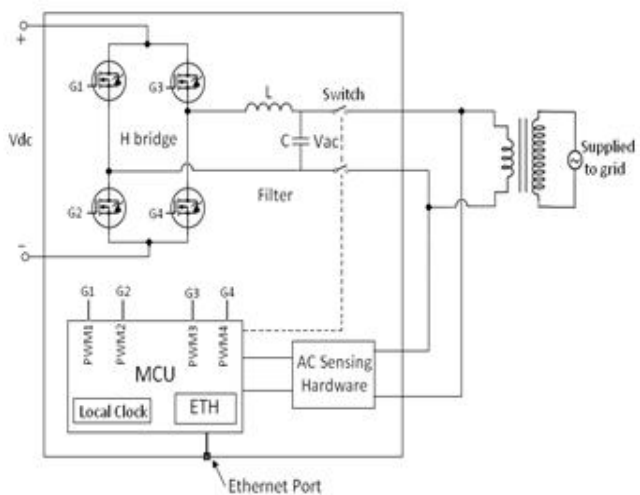 +
G1
G3
L
Switch
Vdc
H bridge
C
Vac
Supplied
to grid
G2
G4
Filter
−
G1
G2
G3
G4
PWM1
PWM2
PWM3
PWM4
MCU
AC Sensing
Hardware
Local Clock
ETH
Ethernet Port